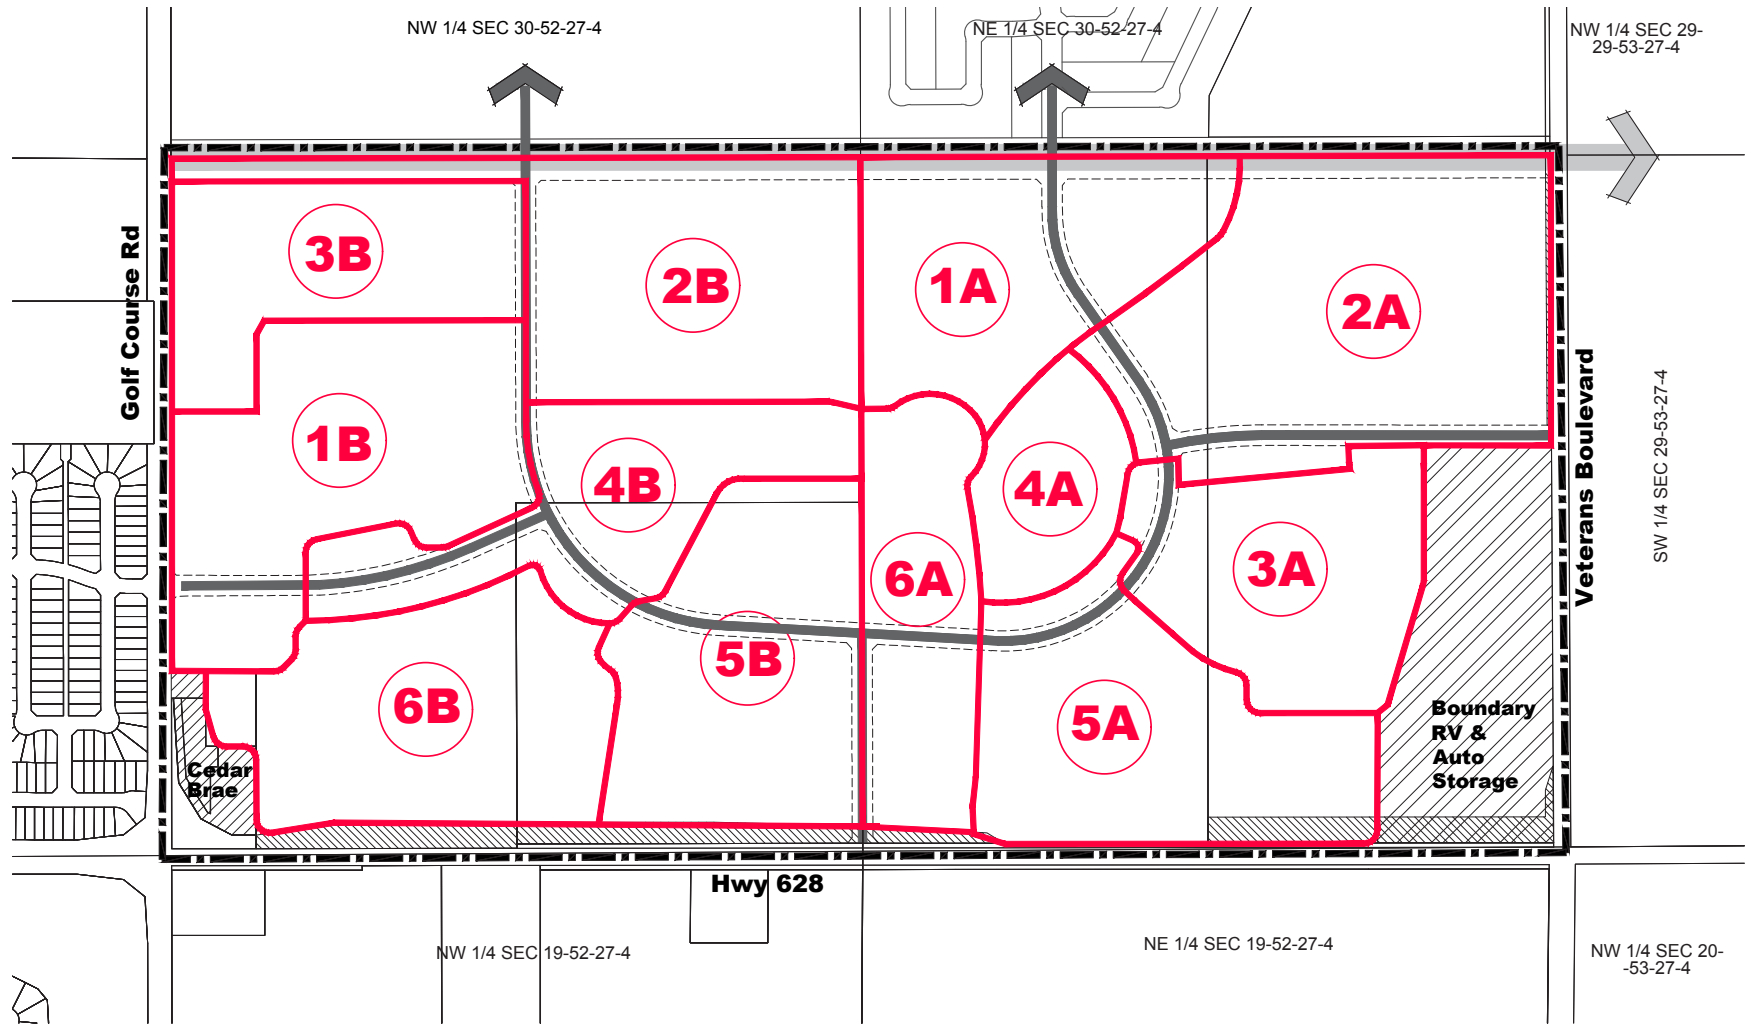 NW 1/4 SEC 30-52-27-4
NE 1/4 SEC 30-52-27-4
NW 1/4 SEC 29-
29-53-27-4
Golf Course Rd
3B
2B
1A
2A
1B
4B
4A
6A
3A
5B
6B
5A
Veterans Boulevard
SW 1/4 SEC 29-53-27-4
Cedar
Brae
Boundary
RV &
Auto
Storage
Hwy 628
NW 1/4 SEC 19-52-27-4
NE 1/4 SEC 19-52-27-4
NW 1/4 SEC 20-
-53-27-4